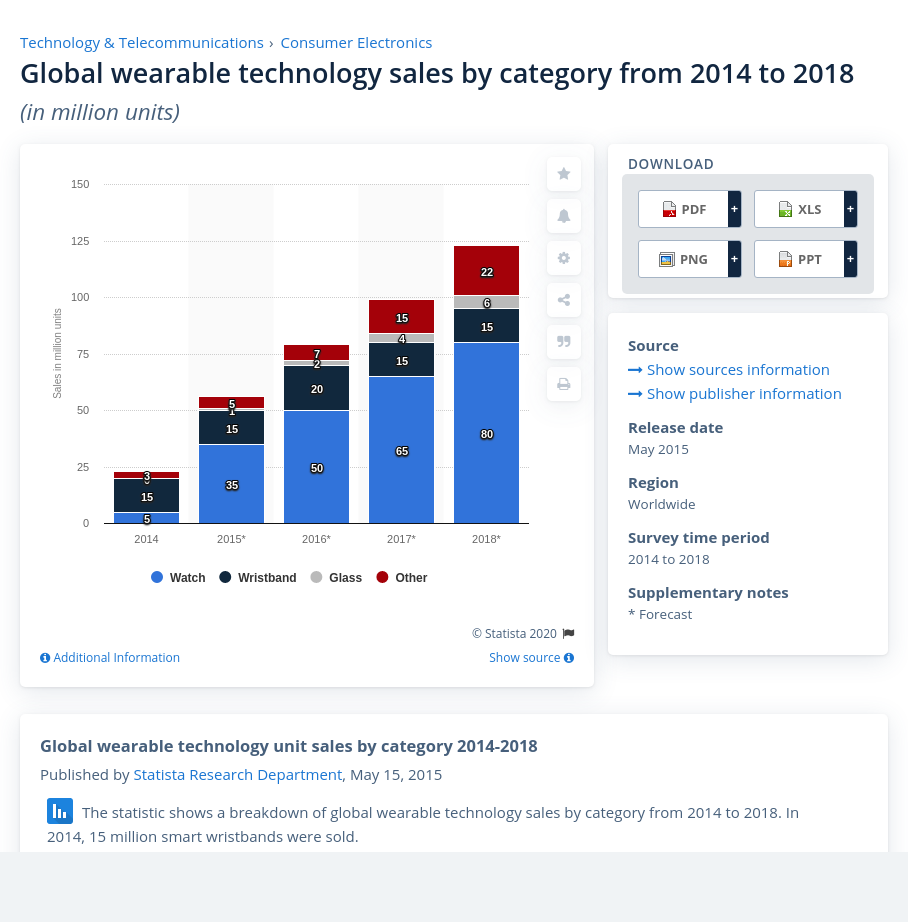 Technology & Telecommunications › Consumer Electronics
Global wearable technology sales by category from 2014 to 2018
(in million units)
150
125
100
75
50
25
0
Sales in million units
3
0
15
5
5
1
15
35
7
2
20
50
15
4
15
65
22
6
15
80
2014 2015* 2016* 2017* 2018*
Watch Wristband Glass Other
© Statista 2020
Additional Information Show source
DOWNLOAD
PDF + XLS +
PNG + PPT +
Source
Show sources information
Show publisher information
Release date
May 2015
Region
Worldwide
Survey time period
2014 to 2018
Supplementary notes
* Forecast
Global wearable technology unit sales by category 2014-2018
Published by Statista Research Department, May 15, 2015
The statistic shows a breakdown of global wearable technology sales by category from 2014 to 2018. In
2014, 15 million smart wristbands were sold.